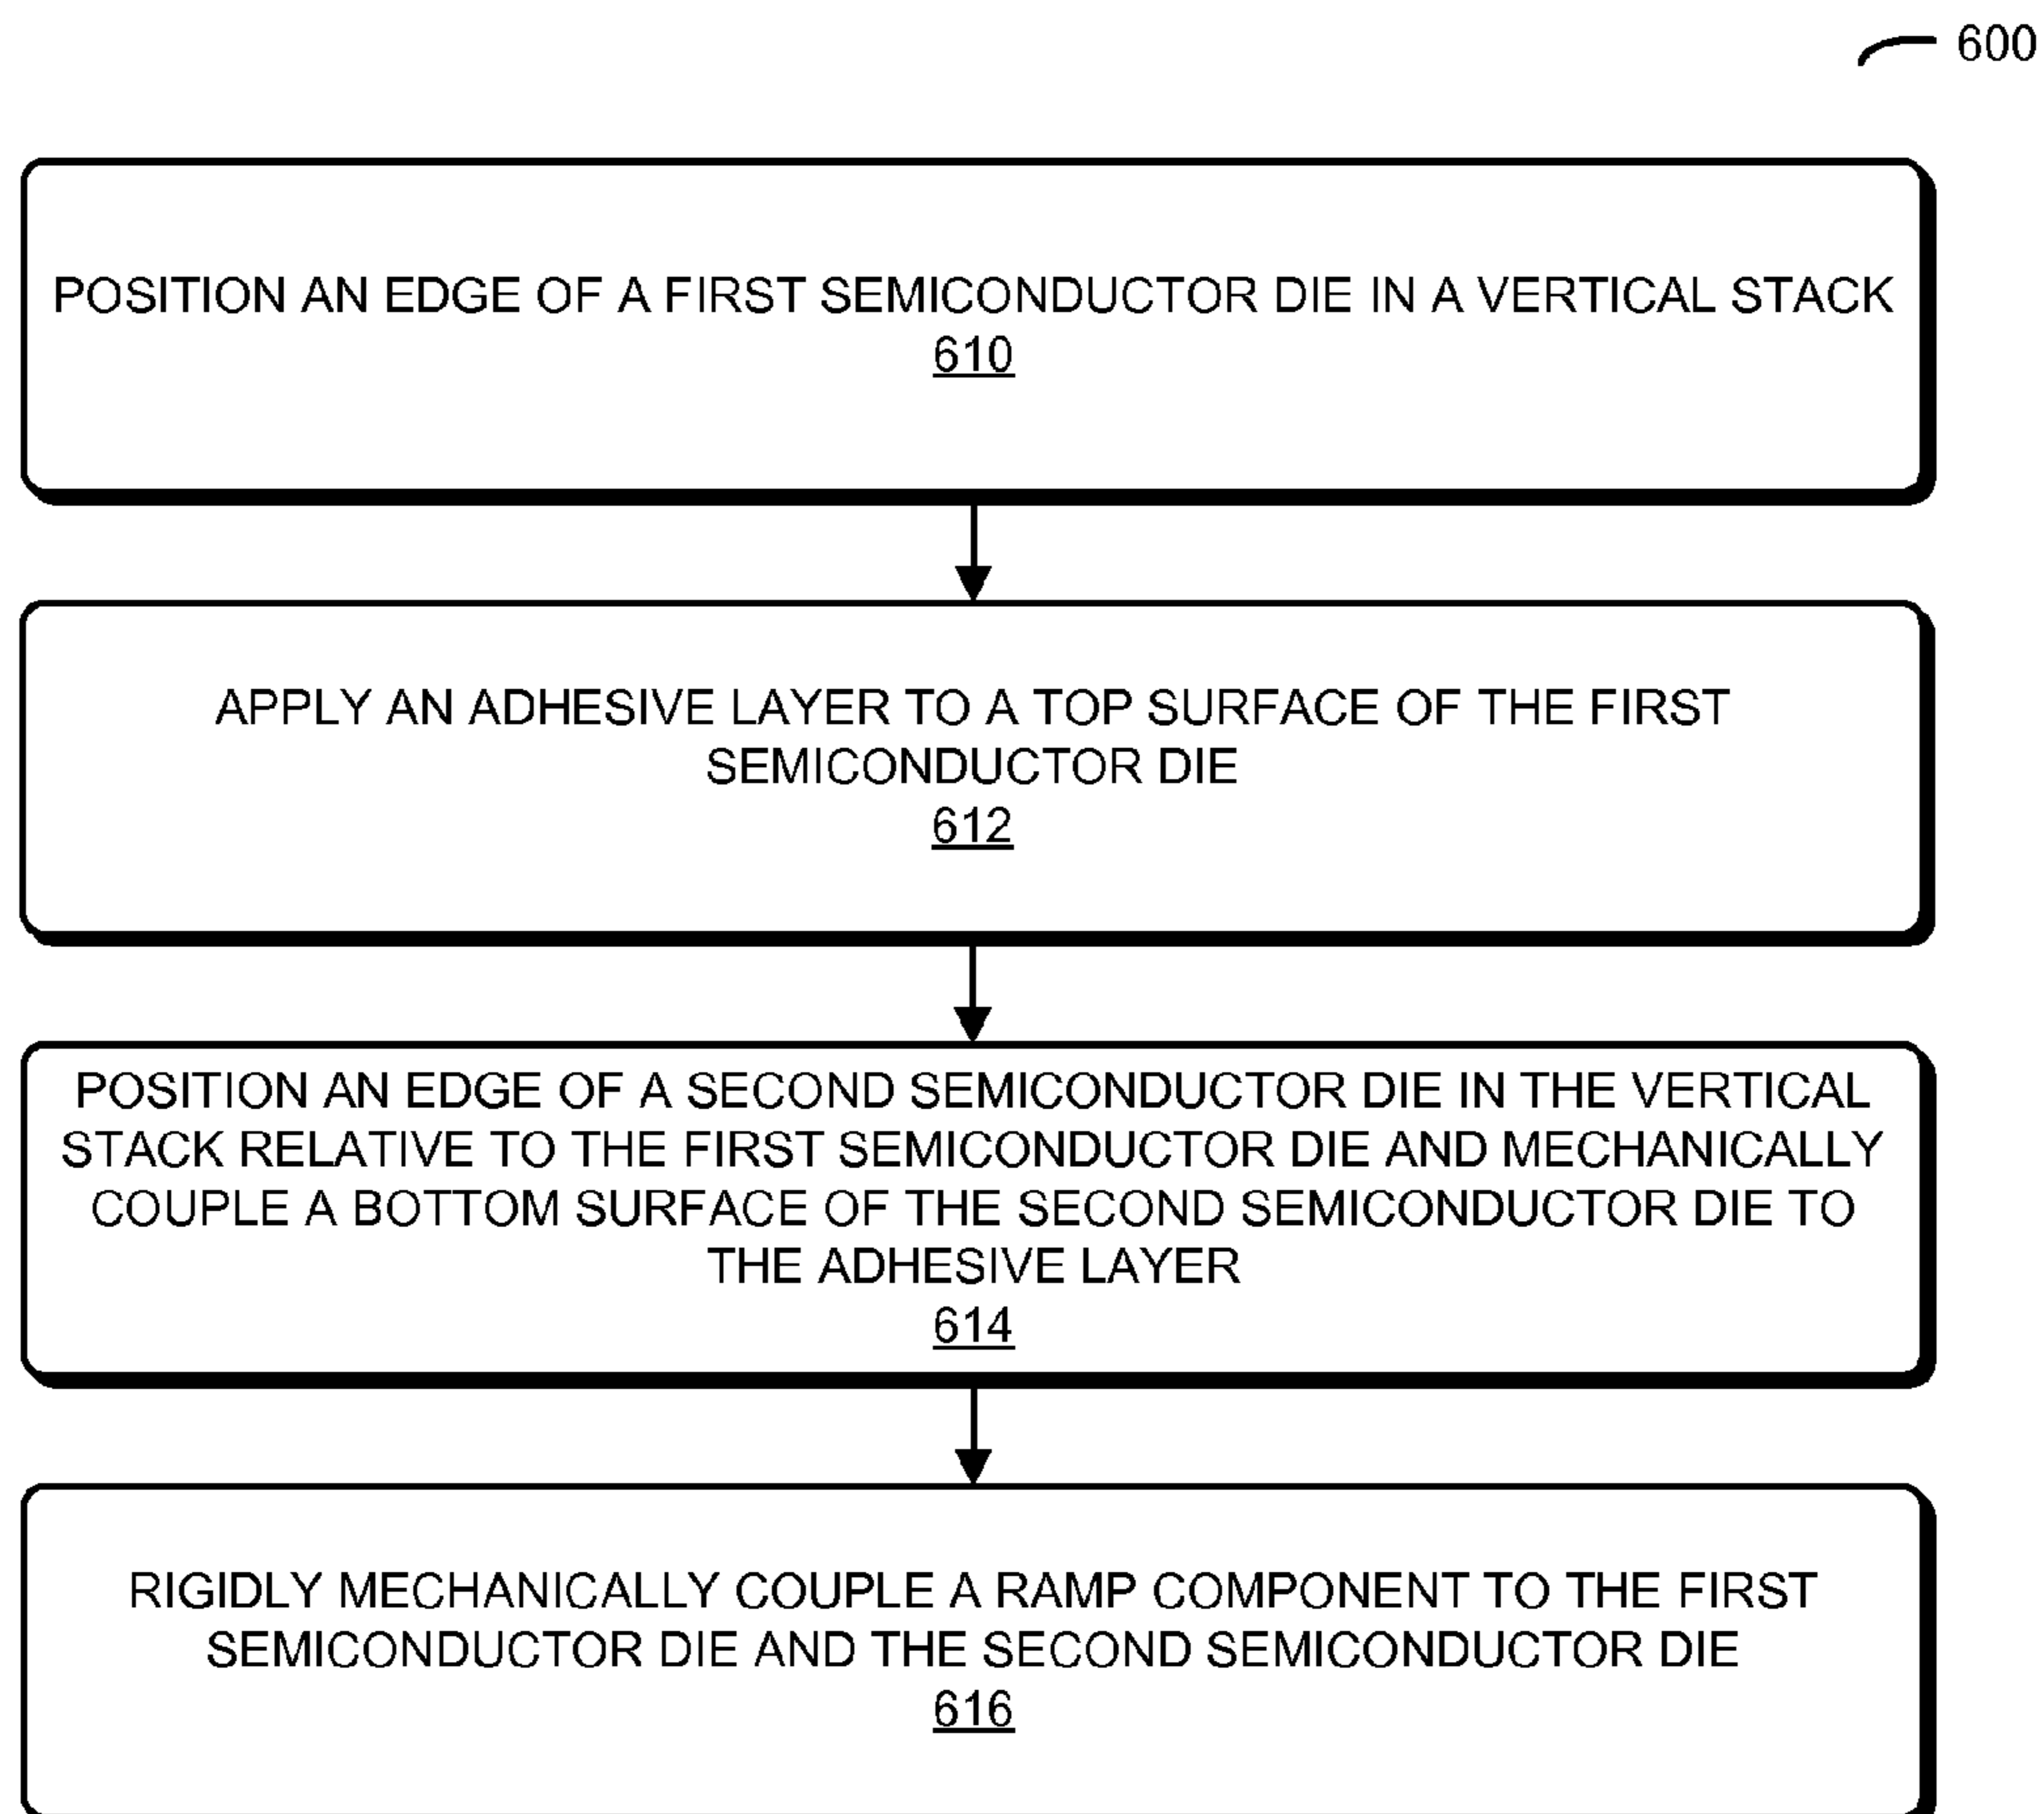 600
POSITION AN EDGE OF A FIRST SEMICONDUCTOR DIE IN A VERTICAL STACK
610
APPLY AN ADHESIVE LAYER TO A TOP SURFACE OF THE FIRST
SEMICONDUCTOR DIE
612
POSITION AN EDGE OF A SECOND SEMICONDUCTOR DIE IN THE VERTICAL
STACK RELATIVE TO THE FIRST SEMICONDUCTOR DIE AND MECHANICALLY
COUPLE A BOTTOM SURFACE OF THE SECOND SEMICONDUCTOR DIE TO
THE ADHESIVE LAYER
614
RIGIDLY MECHANICALLY COUPLE A RAMP COMPONENT TO THE FIRST
SEMICONDUCTOR DIE AND THE SECOND SEMICONDUCTOR DIE
616